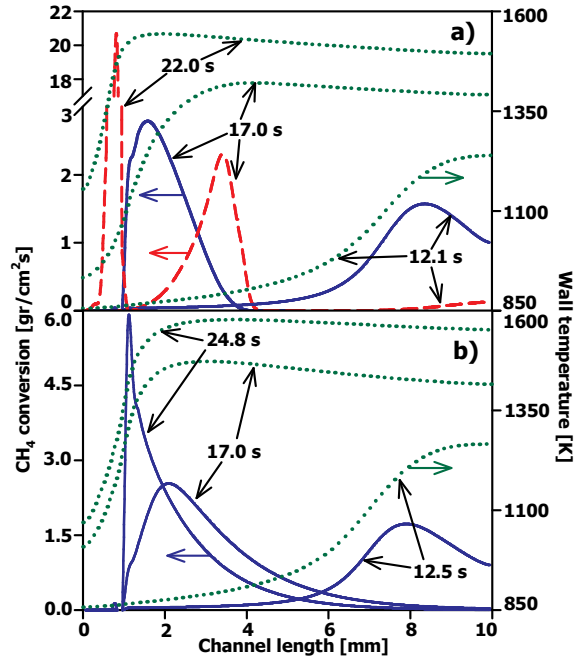 a)
22
20
18
3
2
1
0
1600
1350
1100
850
22.0 s
17.0 s
12.1 s
CH4 conversion [gr/cm2s]
Wall temperature [K]
b)
6.0
4.5
3.0
1.5
0.0
1600
1350
1100
850
24.8 s
17.0 s
12.5 s
0 2 4 6 8 10
Channel length [mm]